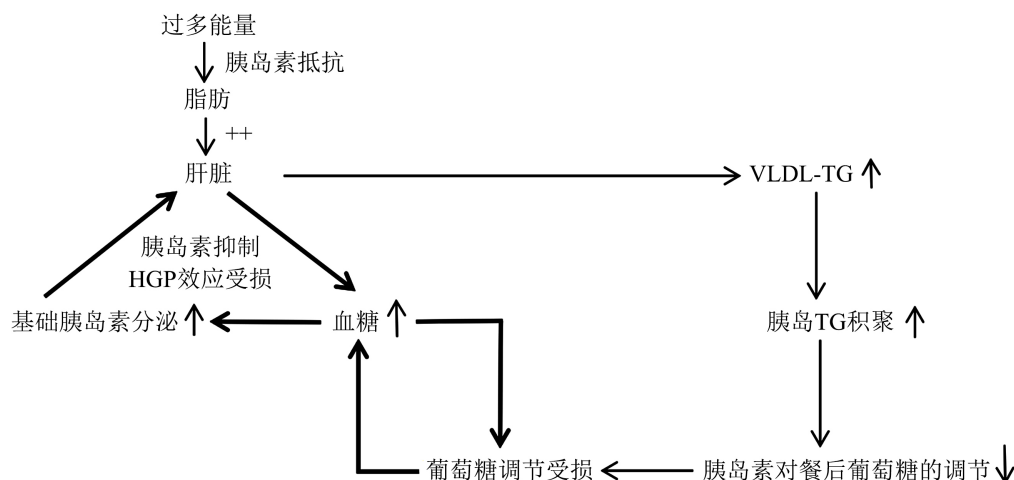 过多能量
胰岛素抵抗
脂肪
++
肝脏
VLDL-TG
胰岛素抑制
HGP效应受损
基础胰岛素分泌
血糖
胰岛TG积聚
葡萄糖调节受损
胰岛素对餐后葡萄糖的调节